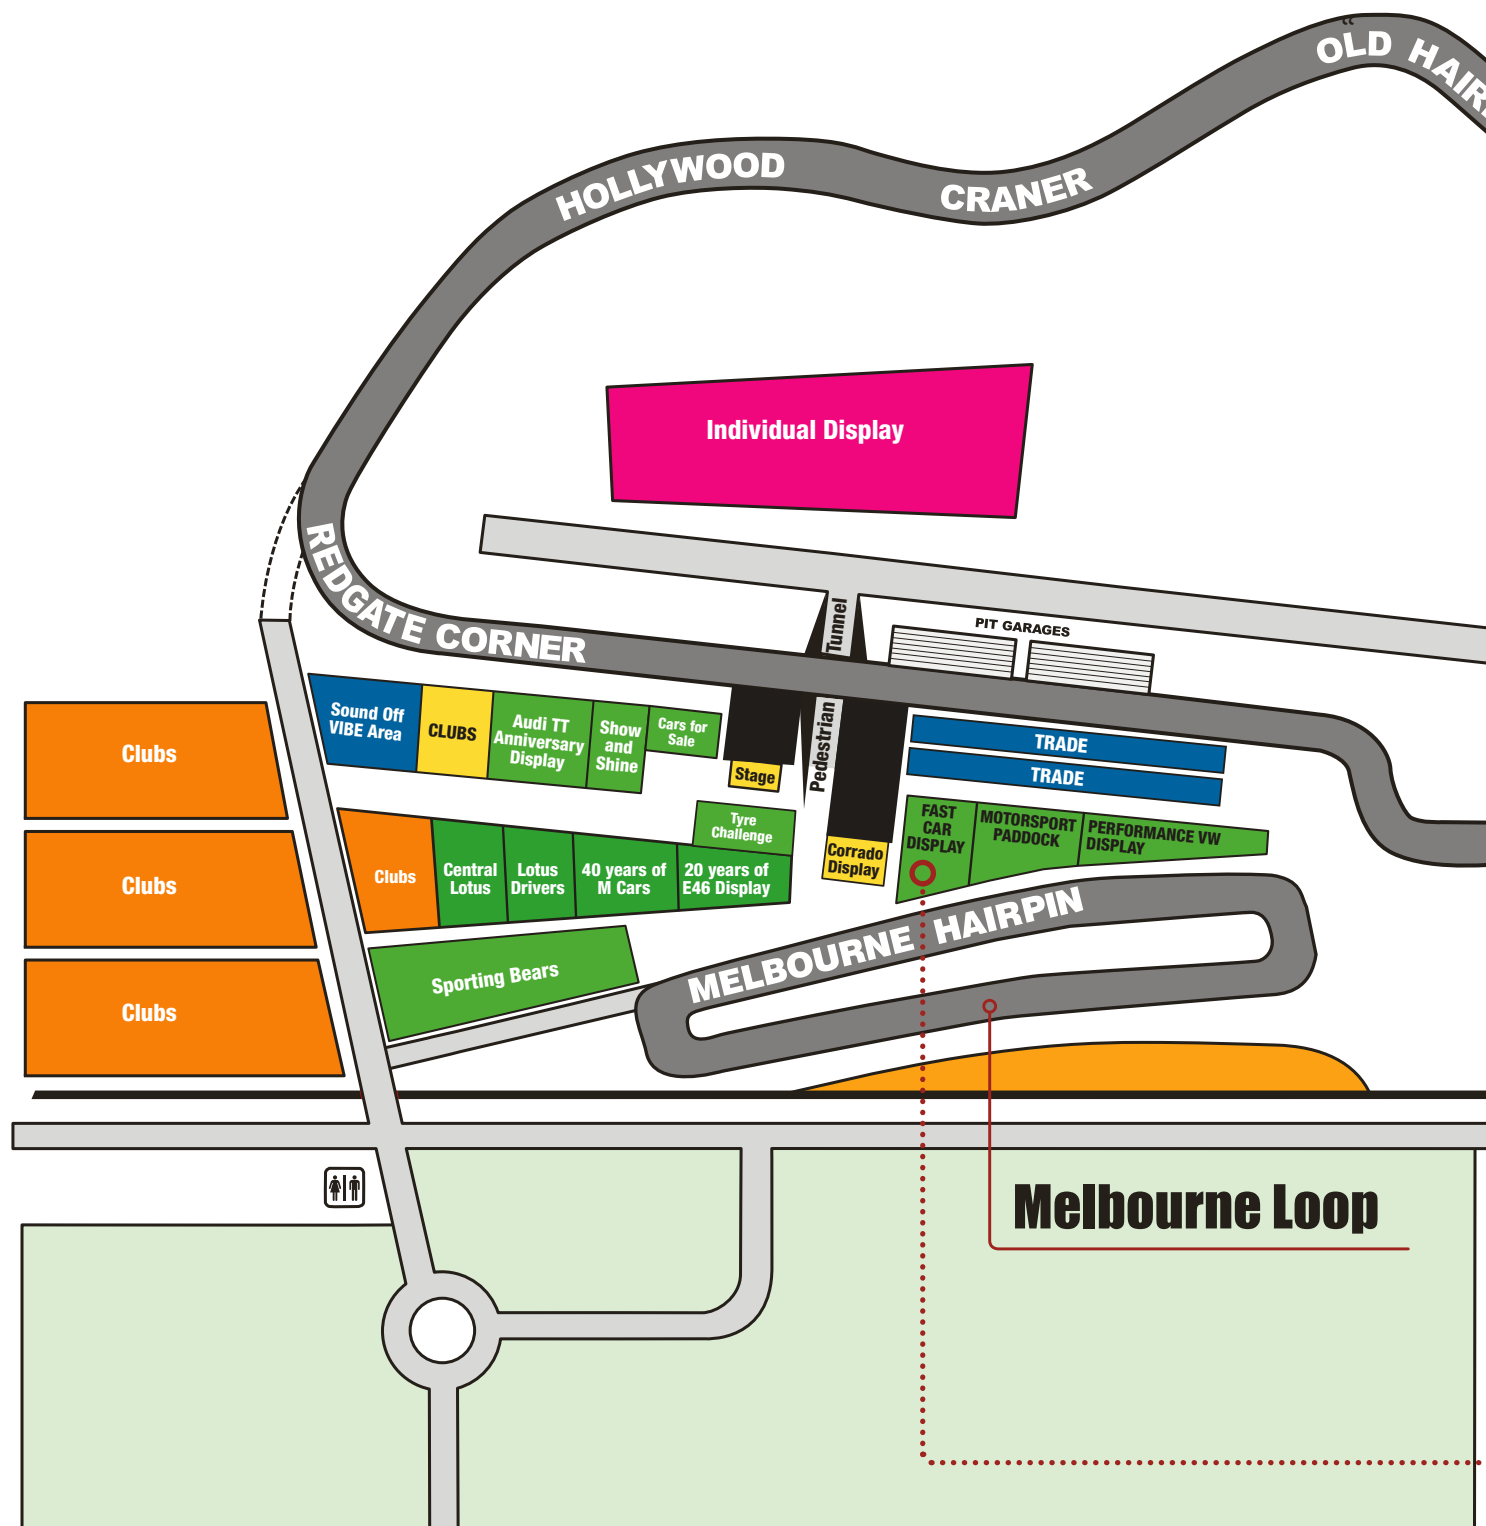 OLD HAIR
HOLLYWOOD
CRANER
Individual Display
REDGATE CORNER
Tunnel
PIT GARAGES
Sound Off
VIBE Area
CLUBS
Audi TT
Anniversary
Display
Show
and
Shine
Cars for
Sale
Stage
Pedestrian
TRADE
TRADE
Clubs
Tyre
Challenge
FAST
CAR
DISPLAY
MOTORSPORT
PADDOCK
PERFORMANCE VW
DISPLAY
Corrado
Display
Clubs
Clubs
Central
Lotus
Lotus
Drivers
40 years of
M Cars
20 years of
E46 Display
MELBOURNE HAIRPIN
Sporting Bears
Clubs
Melbourne Loop